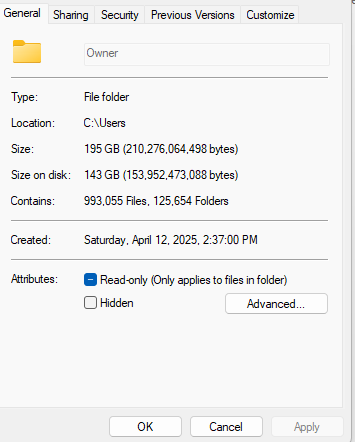 General Sharing Security Previous Versions Customize
Owner
Type: File folder
Location: C:\Users
Size: 195 GB (210,276,064,498 bytes)
Size on disk: 143 GB (153,952,473,088 bytes)
Contains: 993,055 Files, 125,654 Folders
Created: Saturday, April 12, 2025, 2:37:00 PM
Attributes: Read-only (Only applies to files in folder)
Hidden Advanced...
OK Cancel Apply